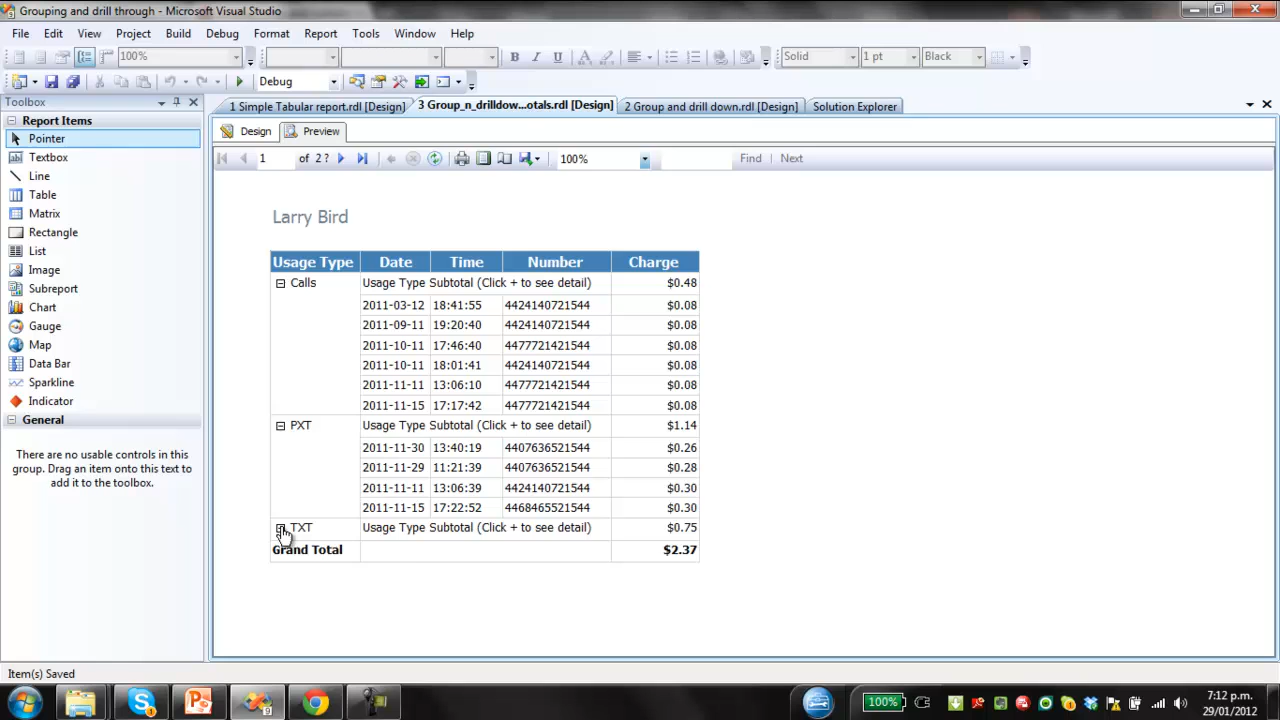 Grouping and drill through - Microsoft Visual Studio
File Edit View Project Build Debug Format Report Tools Window Help
100% B I U A Solid 1 pt Black
Debug
Toolbox 1 Simple Tabular report.rdl [Design] 3 Group_n_drilldow...otals.rdl [Design] 2 Group and drill down.rdl [Design] Solution Explorer
Report Items
Pointer
Textbox
Line
Table
Matrix
Rectangle
List
Image
Subreport
Chart
Gauge
Map
Data Bar
Sparkline
Indicator
General
There are no usable controls in this
group. Drag an item onto this text to
add it to the toolbox.
Design Preview
1 of 2 ? 100% Find Next
Larry Bird
Usage Type Date Time Number Charge
Calls Usage Type Subtotal (Click + to see detail) $0.48
2011-03-12 18:41:55 4424140721544 $0.08
2011-09-11 19:20:40 4424140721544 $0.08
2011-10-11 17:46:40 4477721421544 $0.08
2011-10-11 18:01:41 4424140721544 $0.08
2011-11-11 13:06:10 4477721421544 $0.08
2011-11-15 17:17:42 4477721421544 $0.08
PXT Usage Type Subtotal (Click + to see detail) $1.14
2011-11-30 13:40:19 4407636521544 $0.26
2011-11-29 11:21:39 4407636521544 $0.28
2011-11-11 13:06:39 4424140721544 $0.30
2011-11-15 17:22:52 4468465521544 $0.30
TXT Usage Type Subtotal (Click + to see detail) $0.75
Grand Total $2.37
Item(s) Saved
100% 7:12 p.m.
29/01/2012